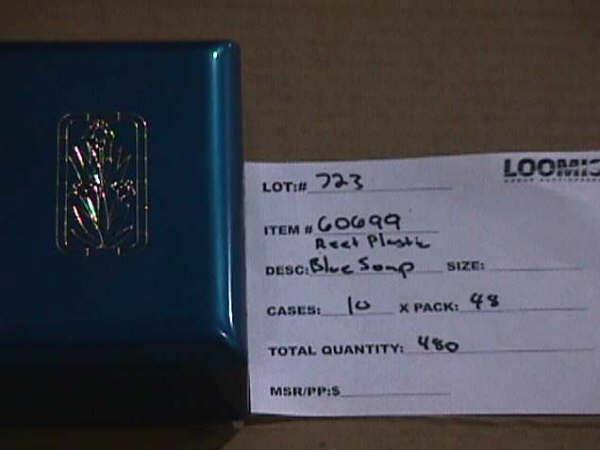 LOOMIS
LOT:# 723
ITEM # 60699
Rect Plastic
DESC: Blue Soap SIZE:
CASES: 10 X PACK: 48
TOTAL QUANTITY: 480
MSR/PP:$